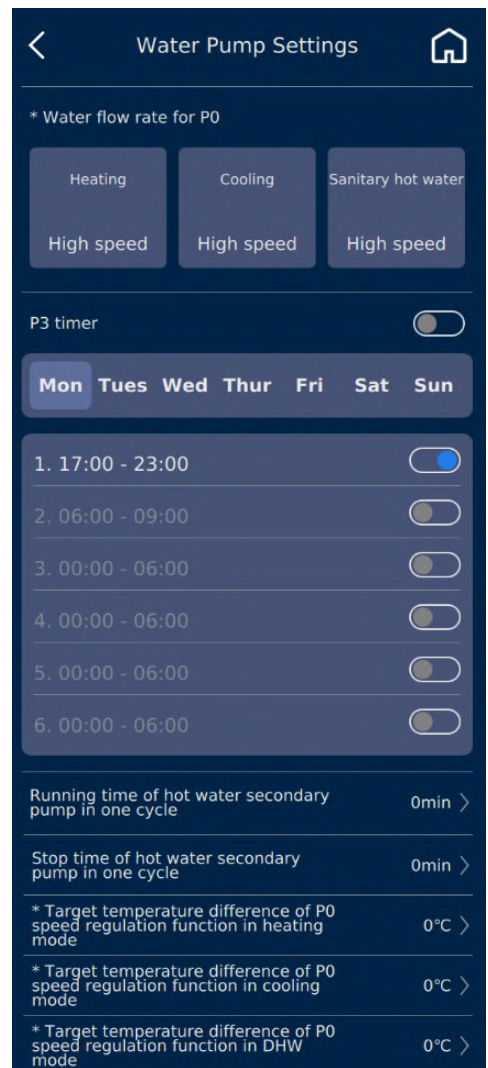 Water Pump Settings
* Water flow rate for P0
Heating Cooling Sanitary hot water
High speed High speed High speed
P3 timer
Mon Tues Wed Thur Fri Sat Sun
1. 17:00 - 23:00
2. 06:00 - 09:00
3. 00:00 - 06:00
4. 00:00 - 06:00
5. 00:00 - 06:00
6. 00:00 - 06:00
Running time of hot water secondary
pump in one cycle
0min
Stop time of hot water secondary
pump in one cycle
0min
* Target temperature difference of P0
speed regulation function in heating
mode
0°C
* Target temperature difference of P0
speed regulation function in cooling
mode
0°C
* Target temperature difference of P0
speed regulation function in DHW
mode
0°C